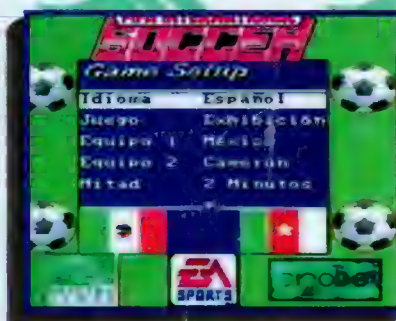 SOCCER
Game Setup
Idioma Español
Juego Exhibición
Equipo 1 México
Equipo 2 Camerún
Mitad 2 Minutos
EA
SPORTS